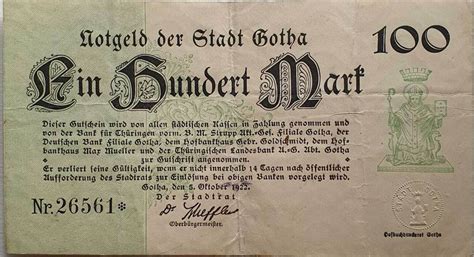 Notgeld der Stadt Gotha
100
Ein Hundert Mark
Dieser Gutschein wird von allen städtischen Kassen in Zahlung genommen und
von der Bank für Thüringen vorm. B. M. Strupp Akt.-Ges. Filiale Gotha, der
Deutschen Bank Filiale Gotha, dem Hofbankhaus Gebr. Goldschmidt, dem Hof-
bankhaus Max Mueller und der Thüringischen Landesbank A.-G. Abt. Gotha
zur Gutschrift angenommen.
Er verliert seine Gültigkeit, wenn er nicht innerhalb 14 Tagen nach öffentlicher
Aufforderung des Stadtrats zur Einlösung bei obigen Banken vorgelegt wird.
Gotha, den 5. Oktober 1922.
Der Stadtrat
Nr. 26561*
Dr. Scheffler
Oberbürgermeister.
Hofbuchdruckerei Gotha